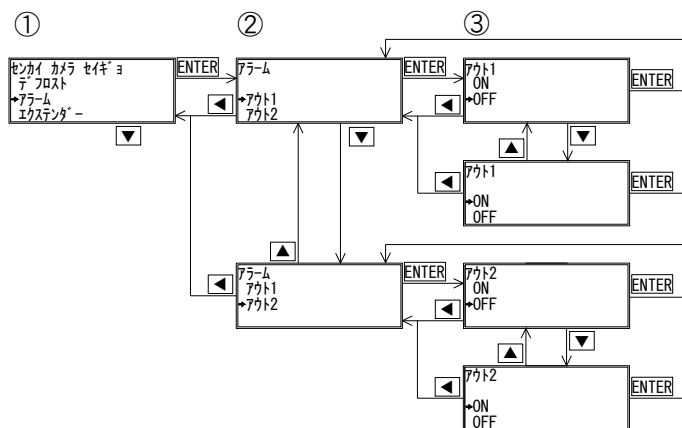 ①
②
③
センカイ カメラ セイギョ
デフロスト
➔アラーム
エクステンダー
▼
ENTER
◀
アラーム
➔アウト1
アウト2
▲
▼
ENTER
◀
アウト1
ON
➔OFF
ENTER
▲
▼
◀
アウト1
➔ON
OFF
ENTER
◀
アラーム
アウト1
➔アウト2
ENTER
◀
アウト2
ON
➔OFF
ENTER
▲
▼
◀
アウト2
➔ON
OFF
ENTER